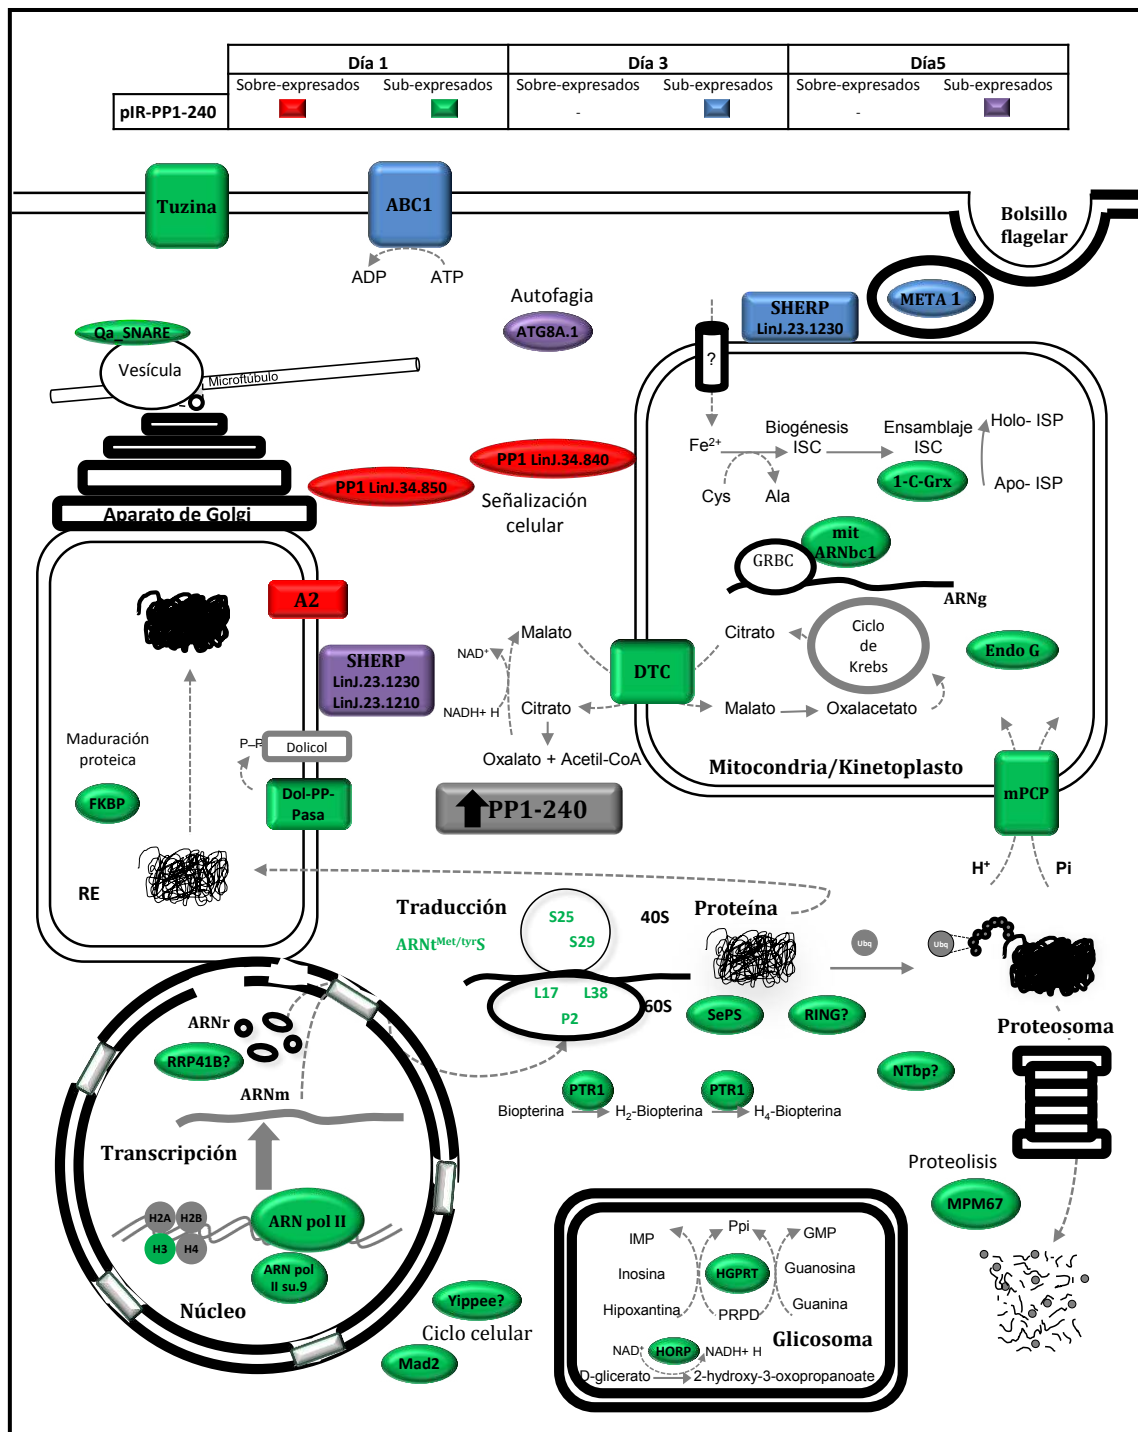 Día 1
Día 3
Día5
Sobre-expresados
Sub-expresados
Sobre-expresados
Sub-expresados
Sobre-expresados
Sub-expresados
pIR-PP1-240
-
-
Tuzina
ABC1
ADP
ATP
Bolsillo
flagelar
META 1
SHERP
LinJ.23.1230
Autofagia
ATG8A.1
Qa_SNARE
Vesícula
Microftúbulo
?
Fe²⁺
Biogénesis
ISC
Ensamblaje
ISC
Holo- ISP
Apo- ISP
1-C-Grx
Cys
Ala
PP1 LinJ.34.840
PP1 LinJ.34.850
Señalización
celular
Aparato de Golgi
mit
ARNbc1
GRBC
ARNg
A2
SHERP
LinJ.23.1230
LinJ.23.1210
NAD⁺
NADH+ H
Malato
Citrato
Oxalato + Acetil-CoA
DTC
Citrato
Malato
Oxalacetato
Ciclo
de
Krebs
Endo G
Mitocondria/Kinetoplasto
mPCP
H⁺
Pi
Maduración
proteica
FKBP
P–P
Dolicol
Dol-PP-
Pasa
RE
PP1-240
Traducción
ARNtᴹᵉᵗ/ᵗʸʳS
S25
S29
40S
L17
L38
P2
60S
Proteína
SePS
RING?
Ubq
Ubq
Proteosoma
NTbp?
ARNr
RRP41B?
ARNm
PTR1
PTR1
Biopterina
H₂-Biopterina
H₄-Biopterina
Transcripción
H2A
H2B
H3
H4
ARN pol II
ARN pol
II su.9
Núcleo
Yippee?
Ciclo celular
Mad2
Proteolisis
MPM67
IMP
Ppi
GMP
Inosina
HGPRT
Guanosina
Hipoxantina
PRPD
Guanina
Glicosoma
NAD⁺
HORP
NADH+ H
D-glicerato
2-hydroxy-3-oxopropanoate